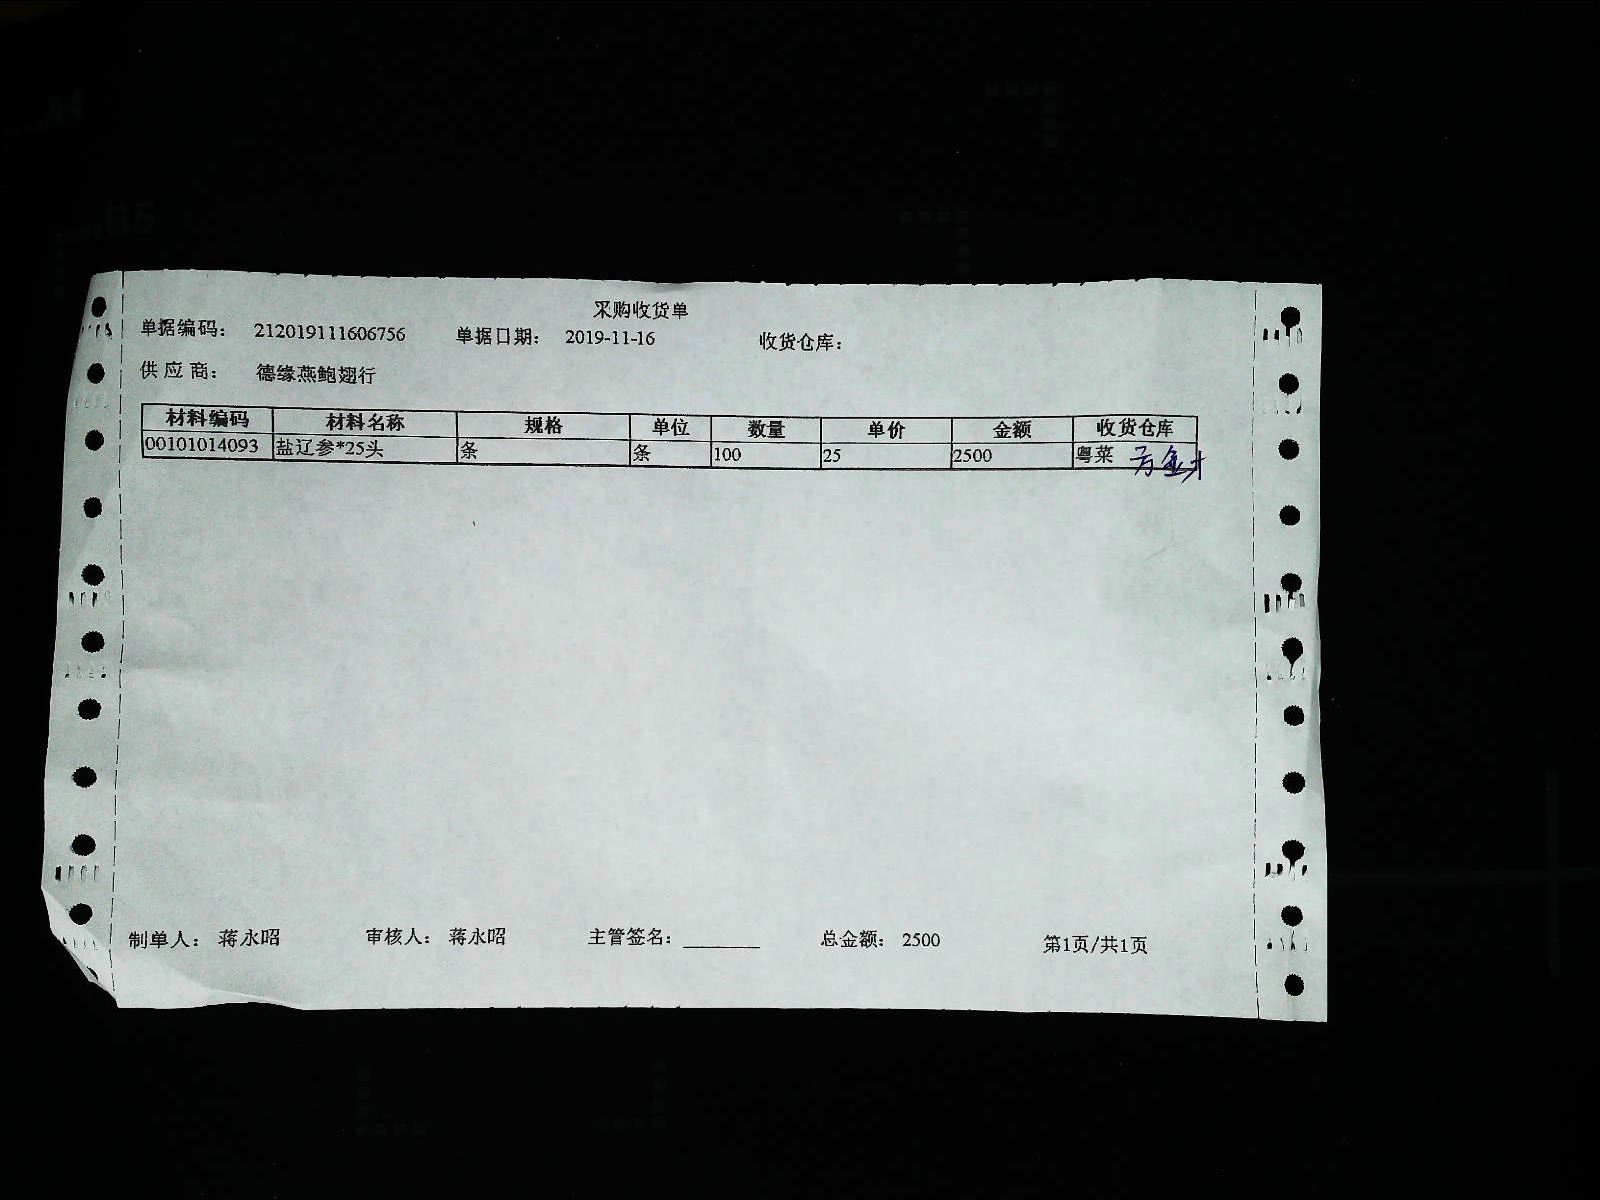 采购收货单
单据编码： 212019111606756 单据日期： 2019-11-16 收货仓库：
供应商： 德缘燕鲍翅行
材料编码 材料名称 规格 单位 数量 单价 金额 收货仓库
00101014093 盐辽参*25头 条 条 100 25 2500 粤菜
制单人： 蒋永昭 审核人： 蒋永昭 主管签名：________ 总金额： 2500 第1页/共1页